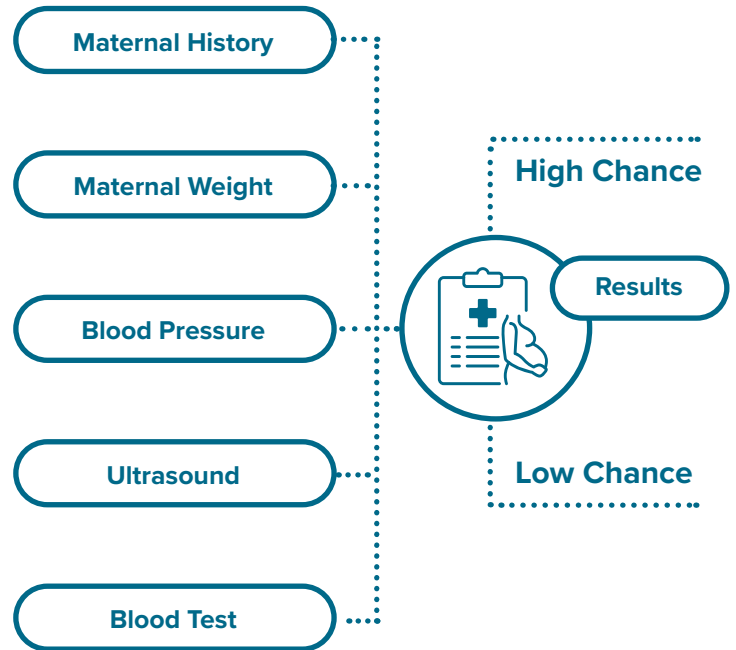 Maternal History
Maternal Weight
Blood Pressure
Ultrasound
Blood Test
High Chance
Results
Low Chance